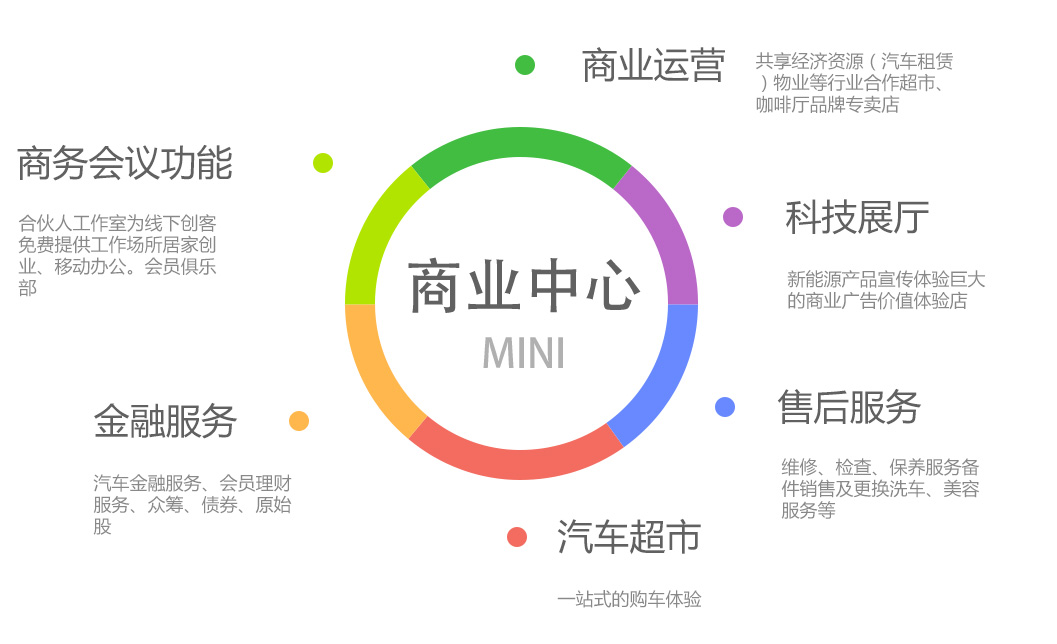 商业运营
共享经济资源（汽车租赁
）物业等行业合作超市、
咖啡厅品牌专卖店
商务会议功能
合伙人工作室为线下创客
免费提供工作场所居家创
业、移动办公。会员俱乐
部
科技展厅
新能源产品宣传体验巨大
的商业广告价值体验店
商业中心
MINI
金融服务
汽车金融服务、会员理财
服务、众筹、债券、原始
股
售后服务
维修、检查、保养服务备
件销售及更换洗车、美容
服务等
汽车超市
一站式的购车体验